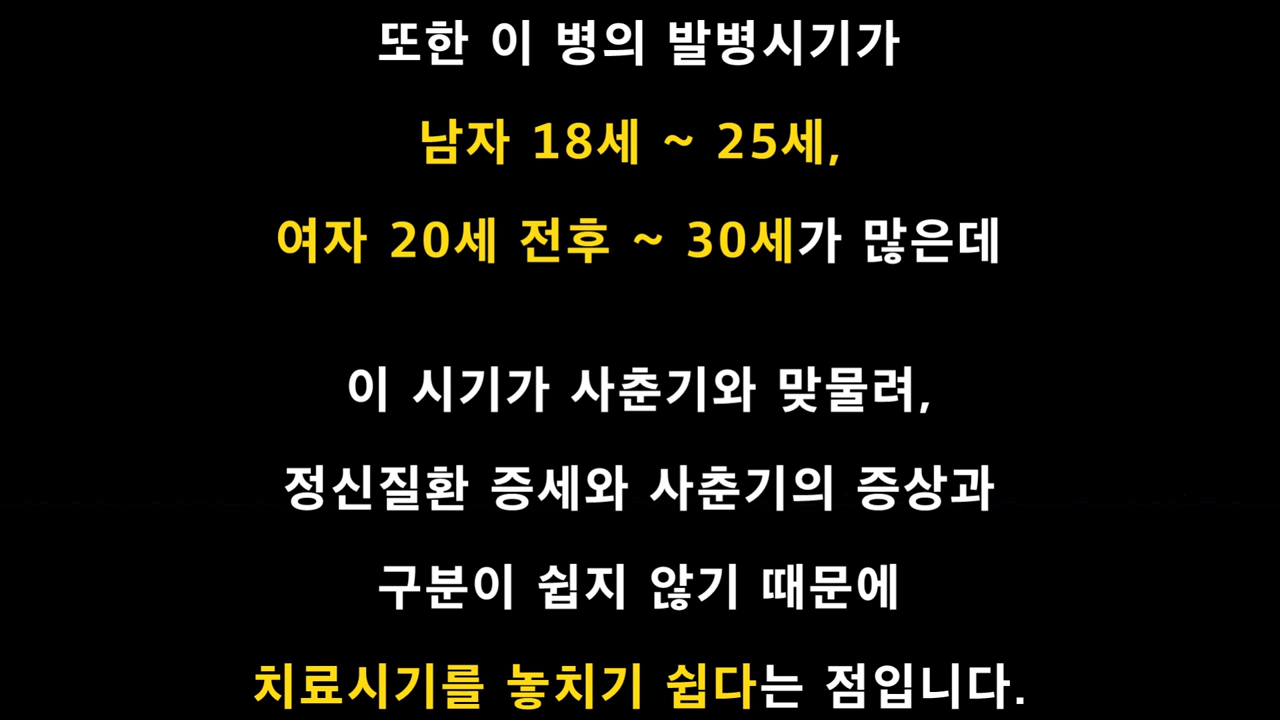 또한 이 병의 발병시기가
남자 18세 ~ 25세,
여자 20세 전후 ~ 30세가 많은데
이 시기가 사춘기와 맞물려,
정신질환 증세와 사춘기의 증상과
구분이 쉽지 않기 때문에
치료시기를 놓치기 쉽다는 점입니다.